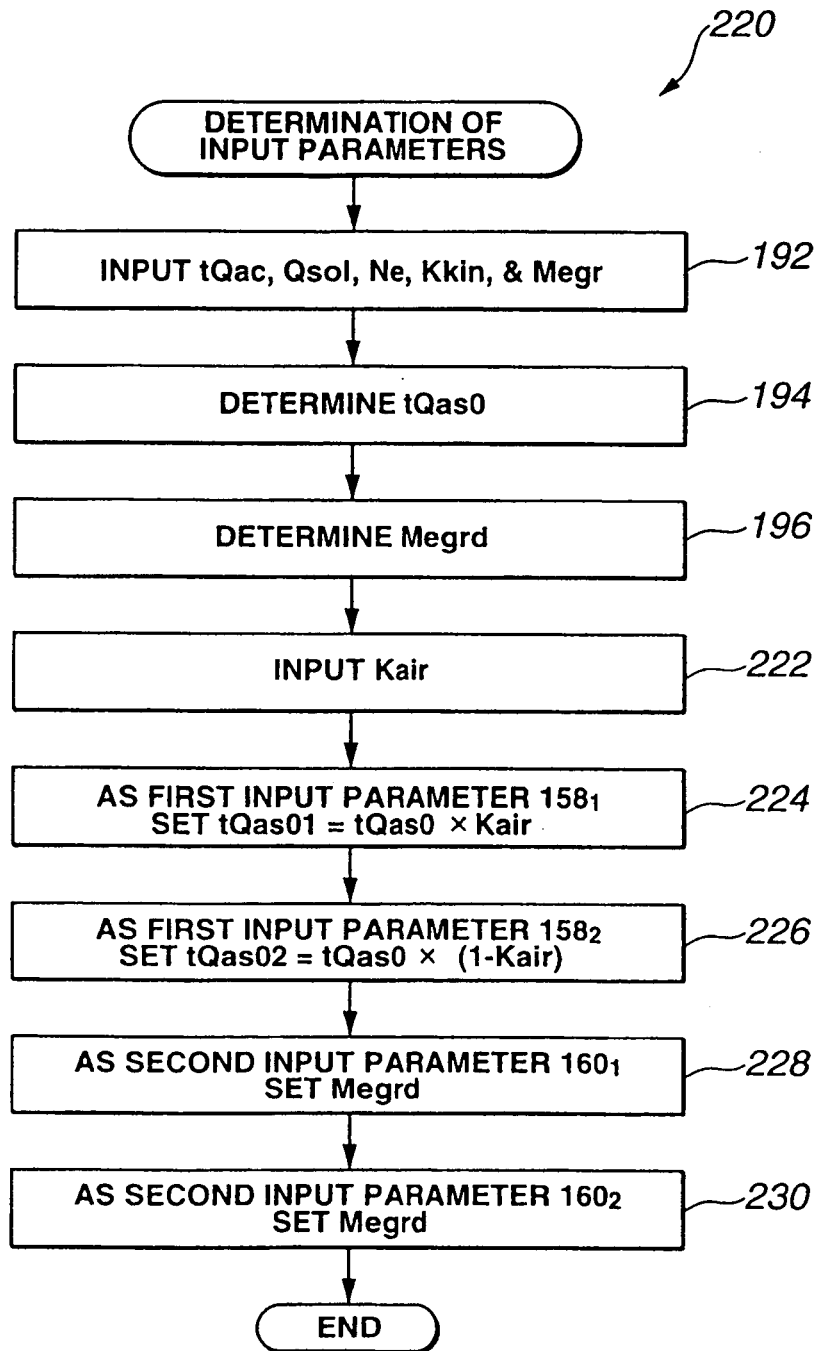 220
DETERMINATION OF
INPUT PARAMETERS
INPUT tQac, Qsol, Ne, Kkin, & Megr
192
DETERMINE tQas0
194
DETERMINE Megrd
196
INPUT Kair
222
AS FIRST INPUT PARAMETER 158₁
SET tQas01 = tQas0 × Kair
224
AS FIRST INPUT PARAMETER 158₂
SET tQas02 = tQas0 × (1-Kair)
226
AS SECOND INPUT PARAMETER 160₁
SET Megrd
228
AS SECOND INPUT PARAMETER 160₂
SET Megrd
230
END